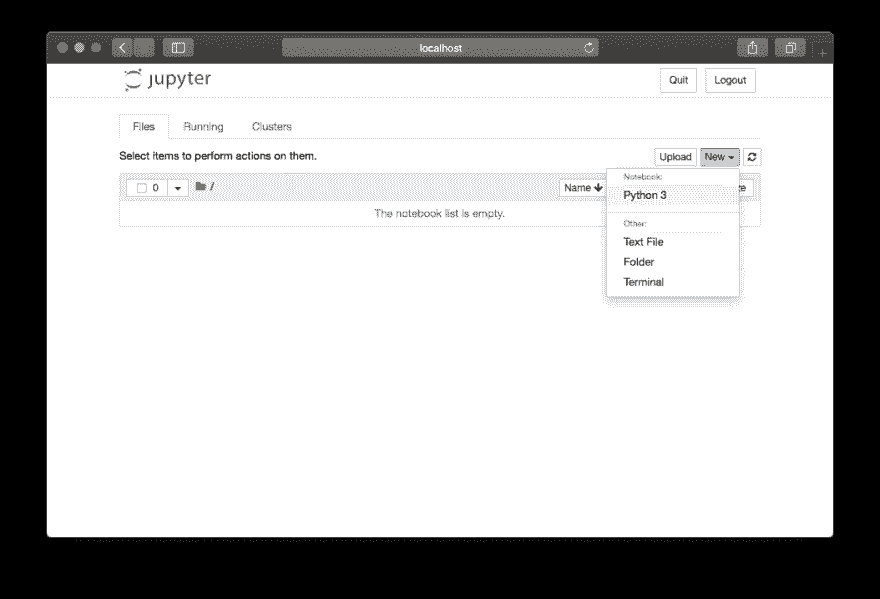 localhost
jupyter
Quit Logout
Files Running Clusters
Select items to perform actions on them.
Upload New
0 / Name
Notebook:
Python 3
The notebook list is empty.
Other:
Text File
Folder
Terminal